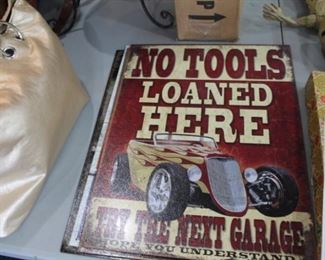 NO TOOLS
LOANED
HERE
TRY THE NEXT GARAGE
HOPE YOU UNDERSTAND